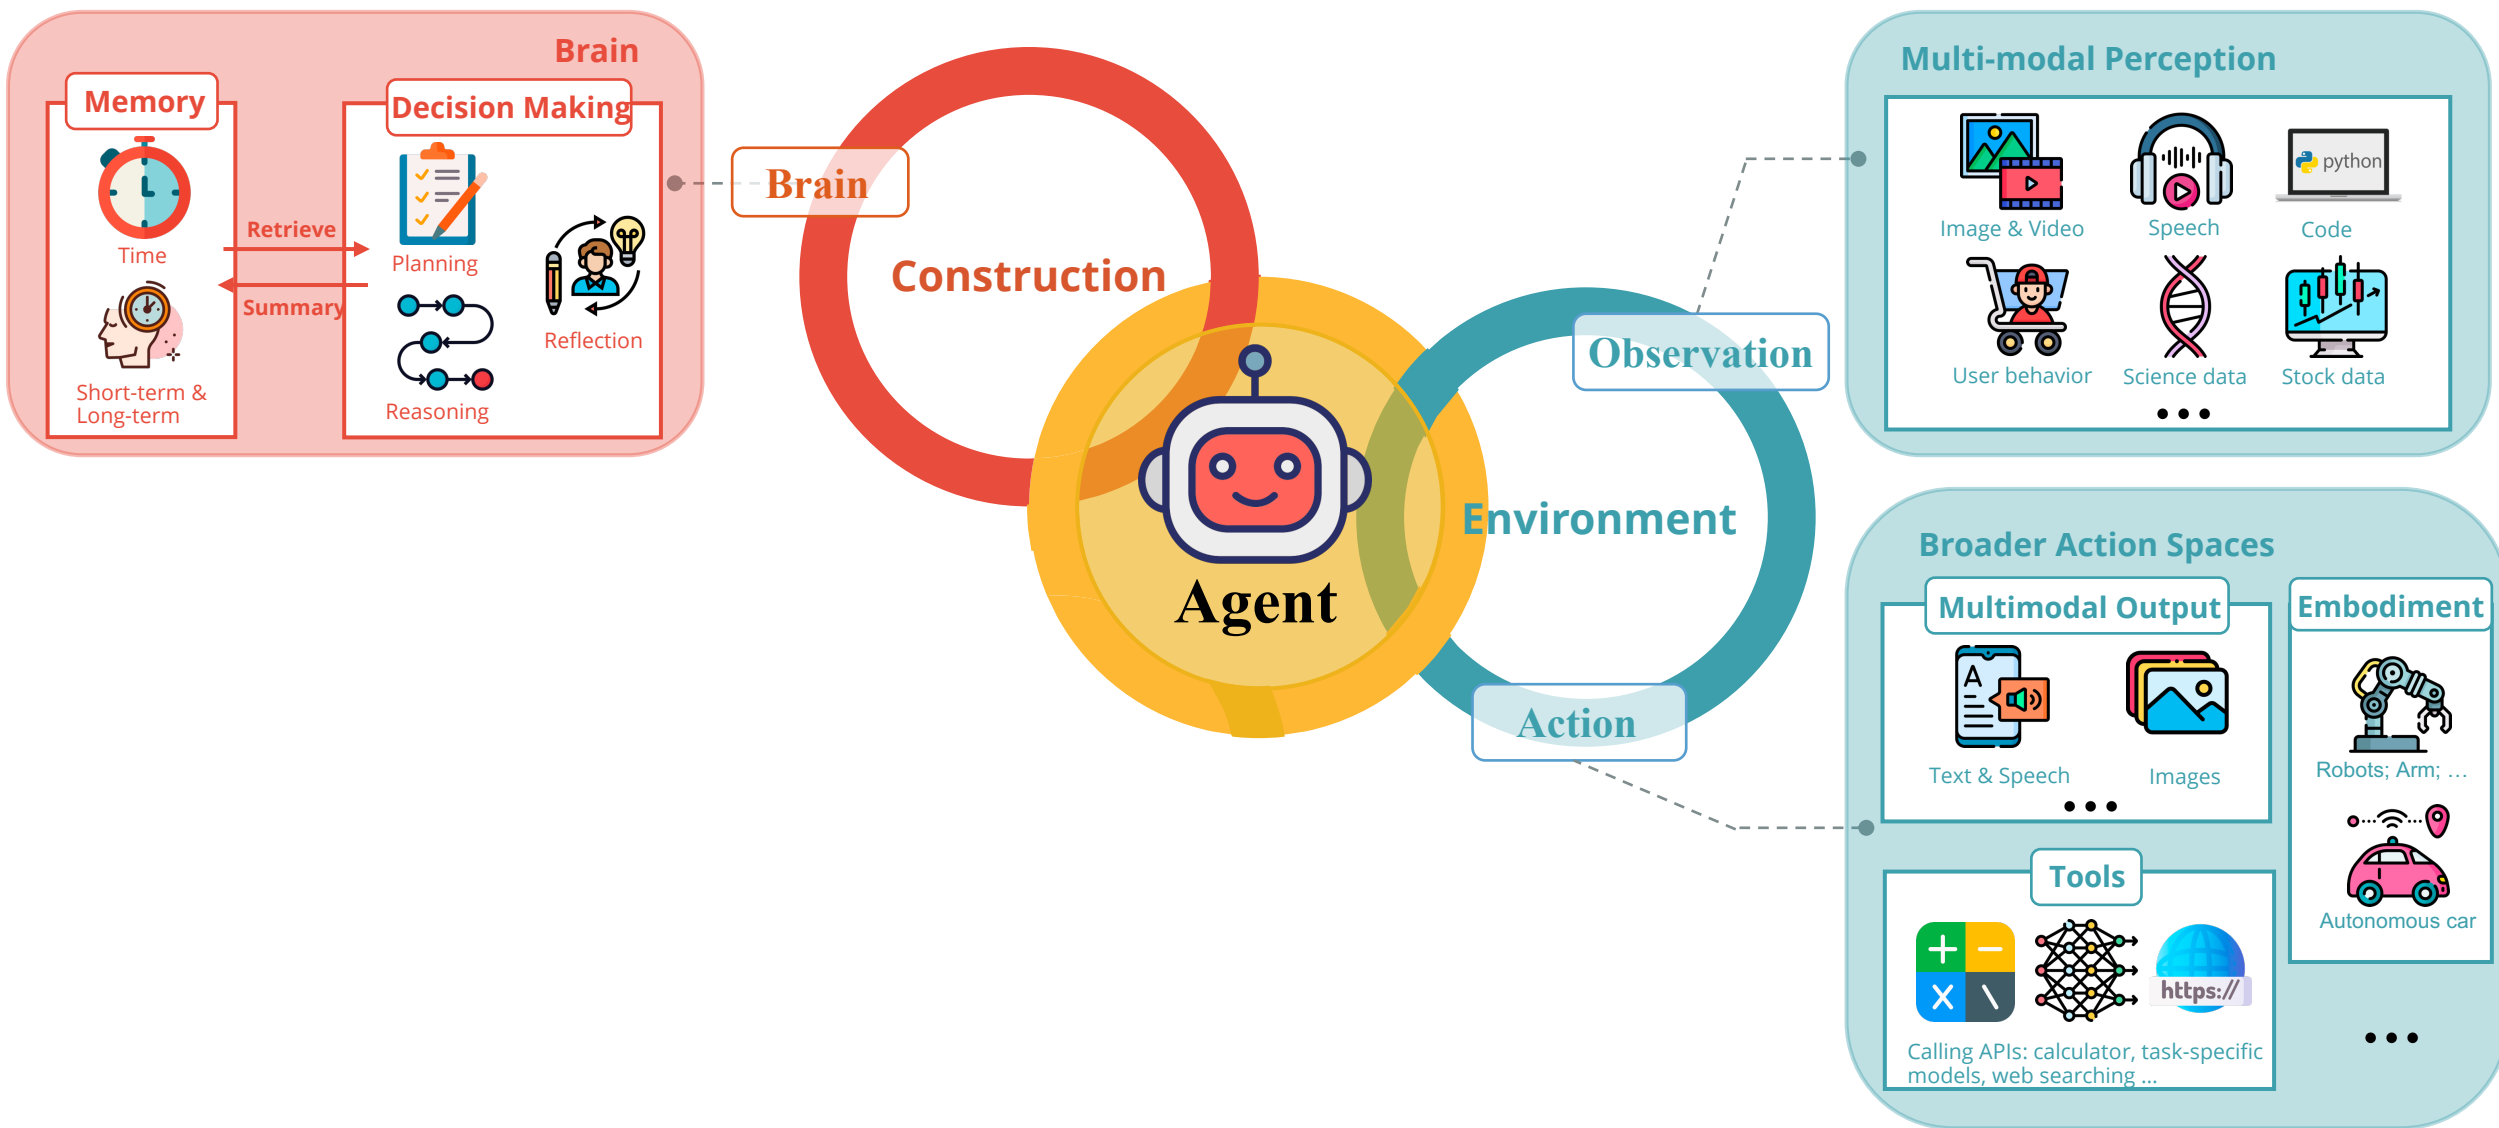 Brain
Memory
Decision Making
Time
Retrieve
Summary
Short-term &
Long-term
Planning
Reasoning
Reflection
Brain
Construction
Agent
Environment
Observation
Action
Multi-modal Perception
python
Image & Video
Speech
Code
User behavior
Science data
Stock data
•••
Broader Action Spaces
Multimodal Output
A
Text & Speech
Images
•••
Embodiment
Robots; Arm; …
Autonomous car
•••
Tools
+ −
x \
https://
Calling APIs: calculator, task-specific
models, web searching ...